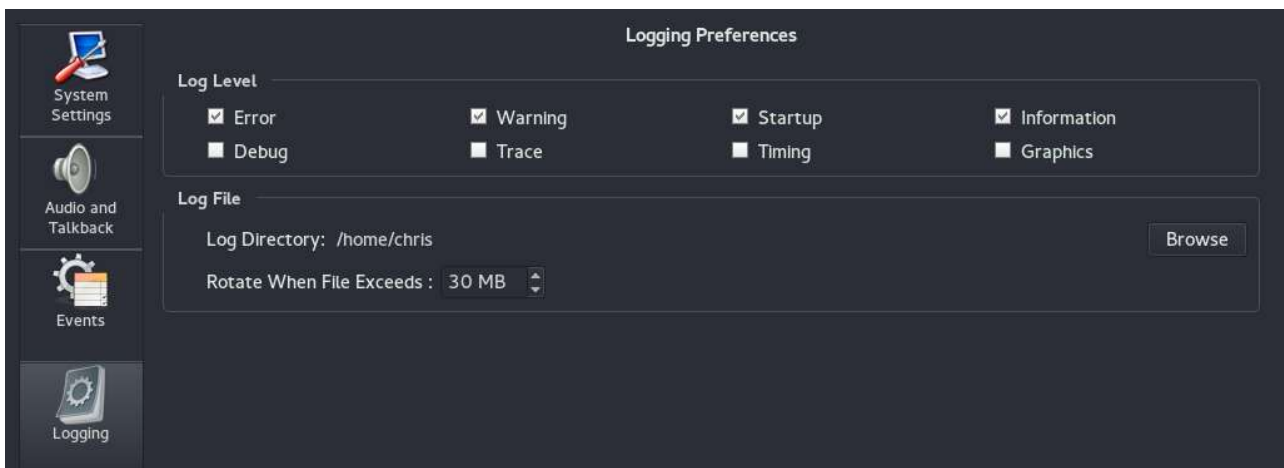 Logging Preferences
System
Settings
Audio and
Talkback
Events
Logging
Log Level
Error Warning Startup Information
Debug Trace Timing Graphics
Log File
Log Directory: /home/chris Browse
Rotate When File Exceeds : 30 MB